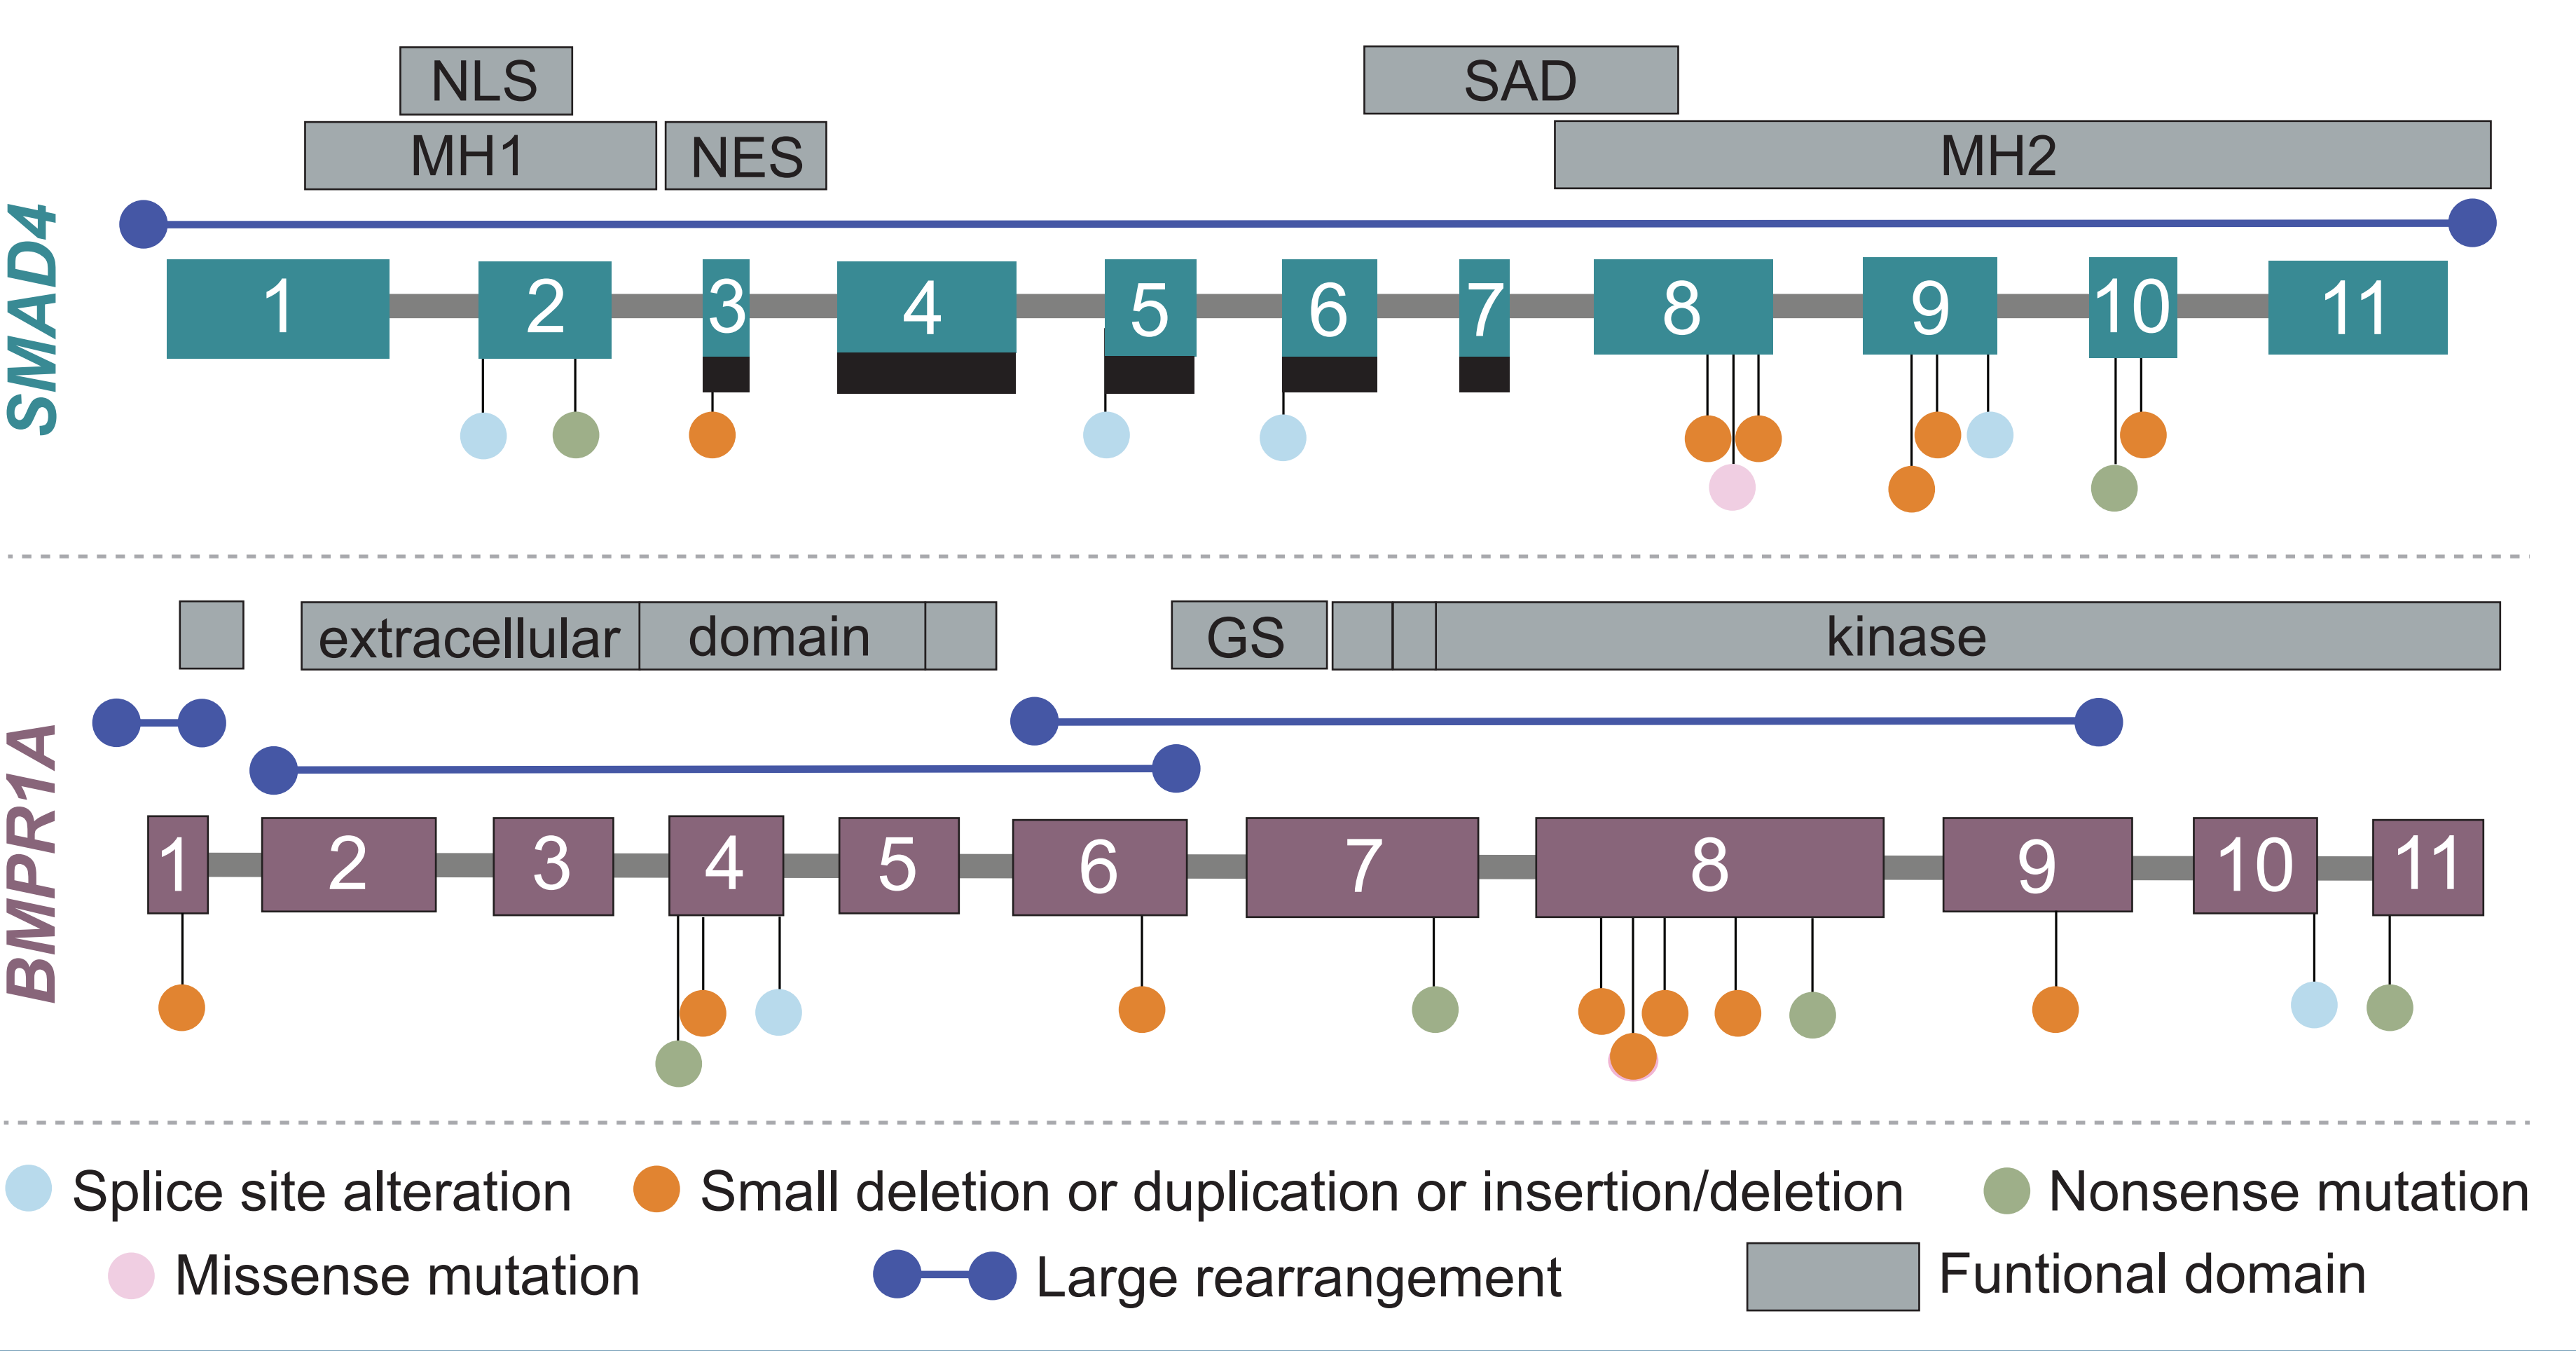 NLS
SAD
MH1
NES
MH2
SMAD4
1 2 3 4 5 6 7 8 9 10 11
extracellular domain
GS
kinase
BMPR1A
1 2 3 4 5 6 7 8 9 10 11
Splice site alteration
Small deletion or duplication or insertion/deletion
Nonsense mutation
Missense mutation
Large rearrangement
Funtional domain